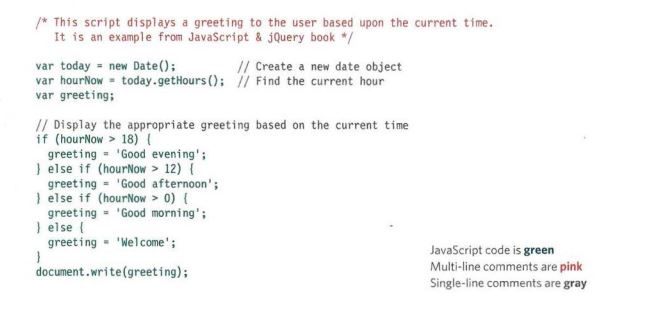 /* This script displays a greeting to the user based upon the current time.
It is an example from JavaScript & jQuery book */
var today = new Date(); // Create a new date object
var hourNow = today.getHours(); // Find the current hour
var greeting;
// Display the appropriate greeting based on the current time
if (hourNow > 18) {
greeting = 'Good evening';
} else if (hourNow > 12) {
greeting = 'Good afternoon';
} else if (hourNow > 0) {
greeting = 'Good morning';
} else {
greeting = 'Welcome';
}
document.write(greeting);
JavaScript code is green
Multi-line comments are pink
Single-line comments are gray